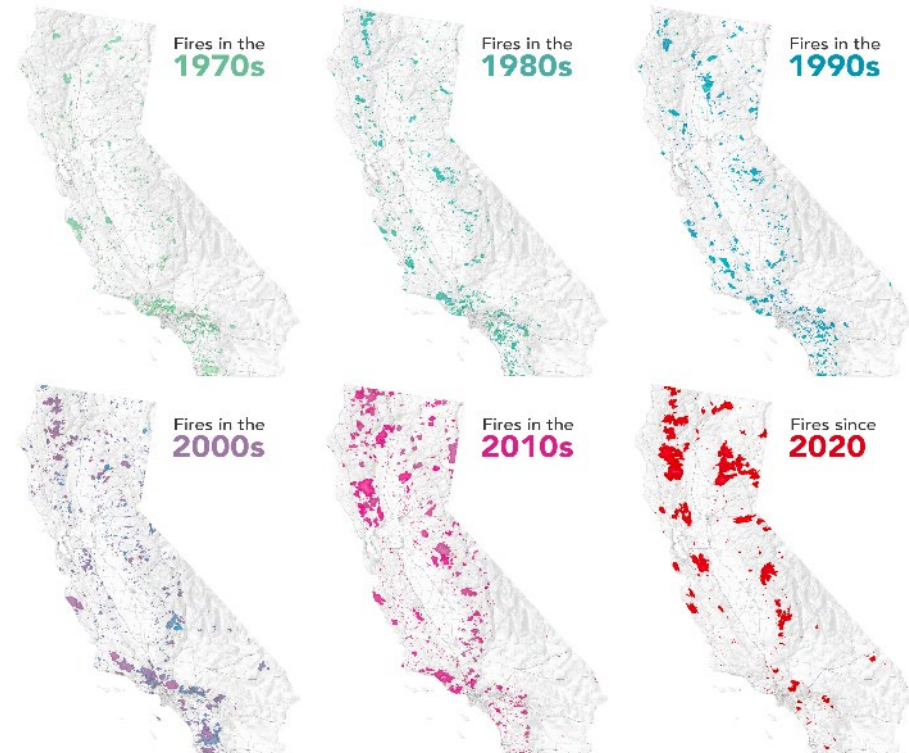 Fires in the
1970s
Fires in the
1980s
Fires in the
1990s
Fires in the
2000s
Fires in the
2010s
Fires since
2020